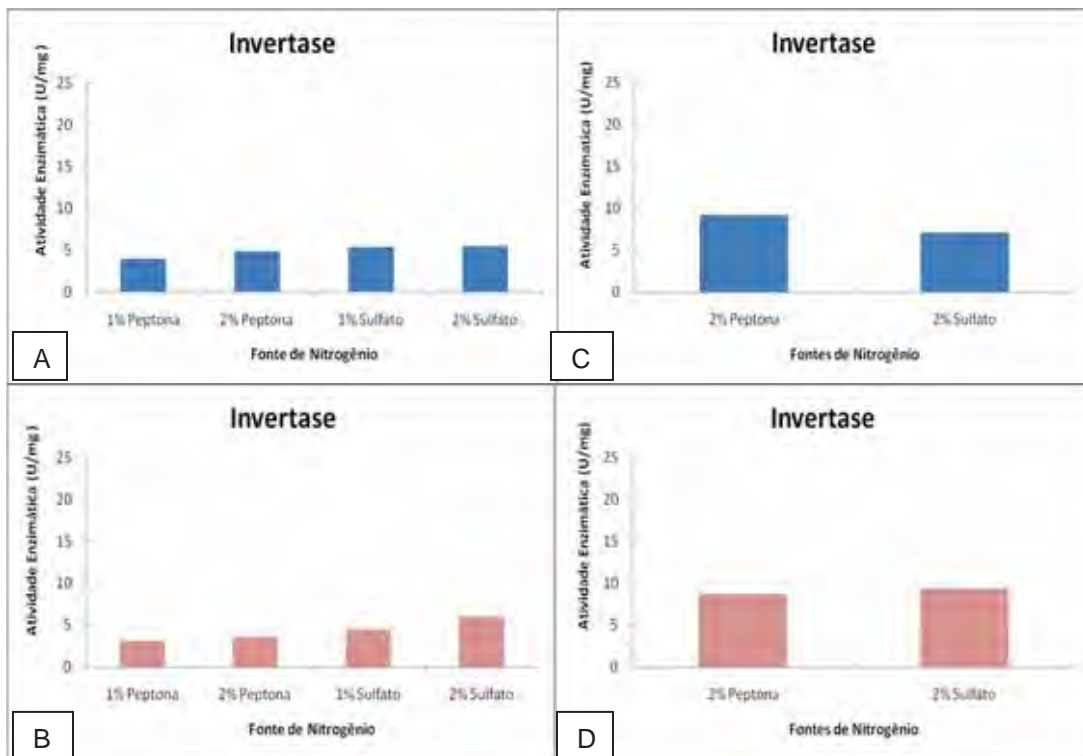 Invertase
Atividade Enzimática (U/mg)
25
20
15
10
5
0
1% Peptona 2% Peptona 1% Sulfato 2% Sulfato
Fonte de Nitrogênio
A
Invertase
Atividade Enzimática (U/mg)
25
20
15
10
5
0
2% Peptona 2% Sulfato
Fontes de Nitrogênio
C
Invertase
Atividade Enzimática (U/mg)
25
20
15
10
5
0
1% Peptona 2% Peptona 1% Sulfato 2% Sulfato
Fonte de Nitrogênio
B
Invertase
Atividade Enzimática (U/mg)
25
20
15
10
5
0
2% Peptona 2% Sulfato
Fontes de Nitrogênio
D